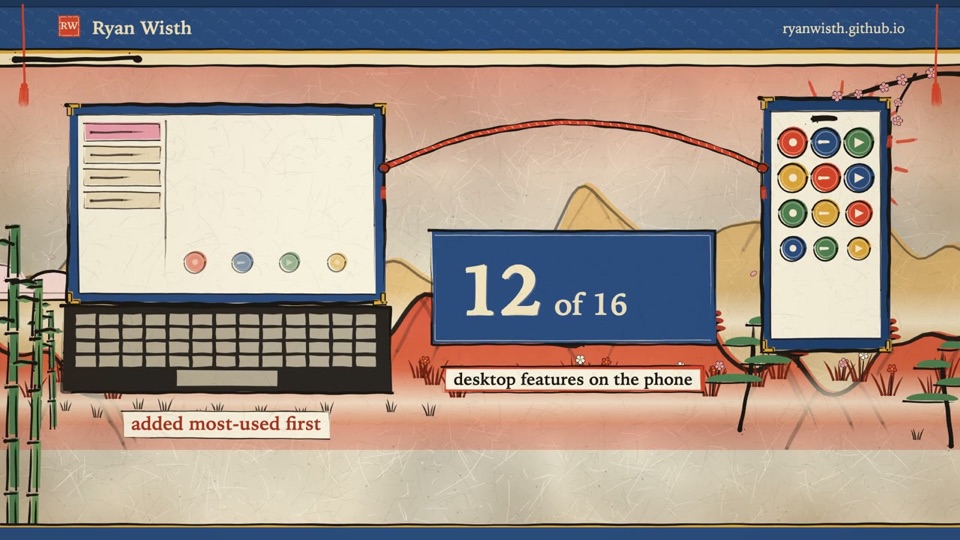 RW
Ryan Wisth
ryanwisth.github.io
12 of 16
desktop features on the phone
added most-used first